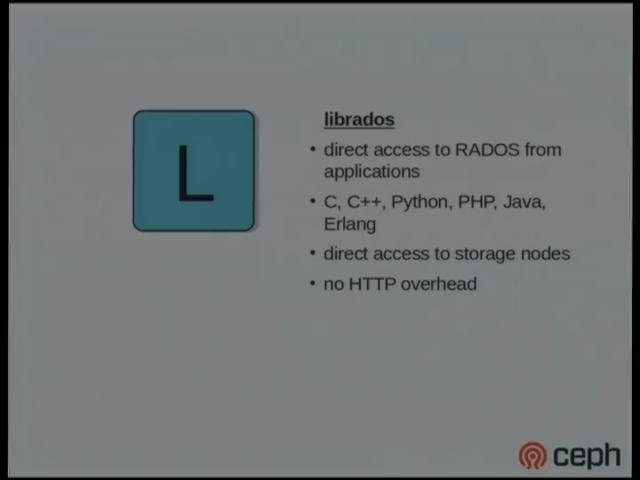 L
librados
• direct access to RADOS from
applications
• C, C++, Python, PHP, Java,
Erlang
• direct access to storage nodes
• no HTTP overhead
ceph